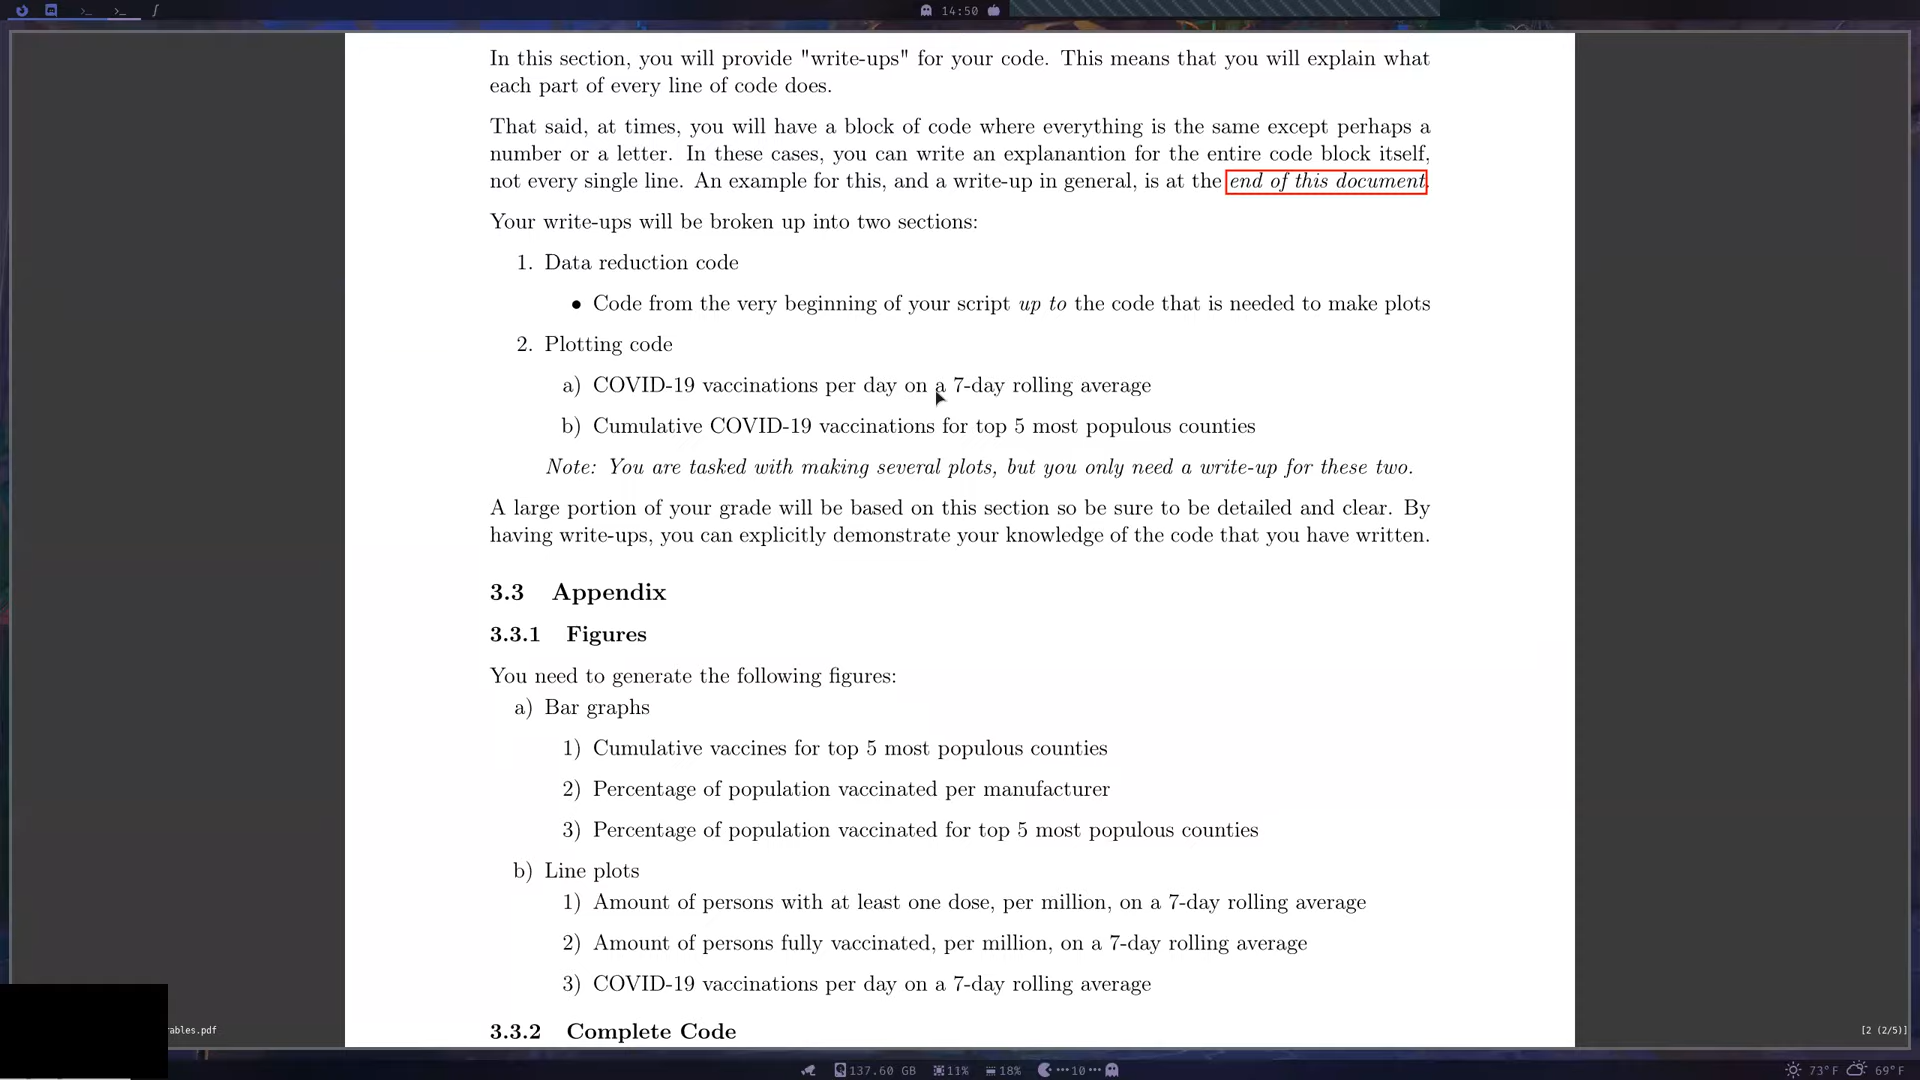 14:50
In this section, you will provide "write-ups" for your code. This means that you will explain what
each part of every line of code does.
That said, at times, you will have a block of code where everything is the same except perhaps a
number or a letter. In these cases, you can write an explanantion for the entire code block itself,
not every single line. An example for this, and a write-up in general, is at the end of this document.
Your write-ups will be broken up into two sections:
1. Data reduction code
• Code from the very beginning of your script up to the code that is needed to make plots
2. Plotting code
a) COVID-19 vaccinations per day on a 7-day rolling average
b) Cumulative COVID-19 vaccinations for top 5 most populous counties
Note: You are tasked with making several plots, but you only need a write-up for these two.
A large portion of your grade will be based on this section so be sure to be detailed and clear. By
having write-ups, you can explicitly demonstrate your knowledge of the code that you have written.
3.3 Appendix
3.3.1 Figures
You need to generate the following figures:
a) Bar graphs
1) Cumulative vaccines for top 5 most populous counties
2) Percentage of population vaccinated per manufacturer
3) Percentage of population vaccinated for top 5 most populous counties
b) Line plots
1) Amount of persons with at least one dose, per million, on a 7-day rolling average
2) Amount of persons fully vaccinated, per million, on a 7-day rolling average
3) COVID-19 vaccinations per day on a 7-day rolling average
3.3.2 Complete Code
rables.pdf
[2 (2/5)]
137.60 GB 11% 18% ···10··· 73°F 69°F